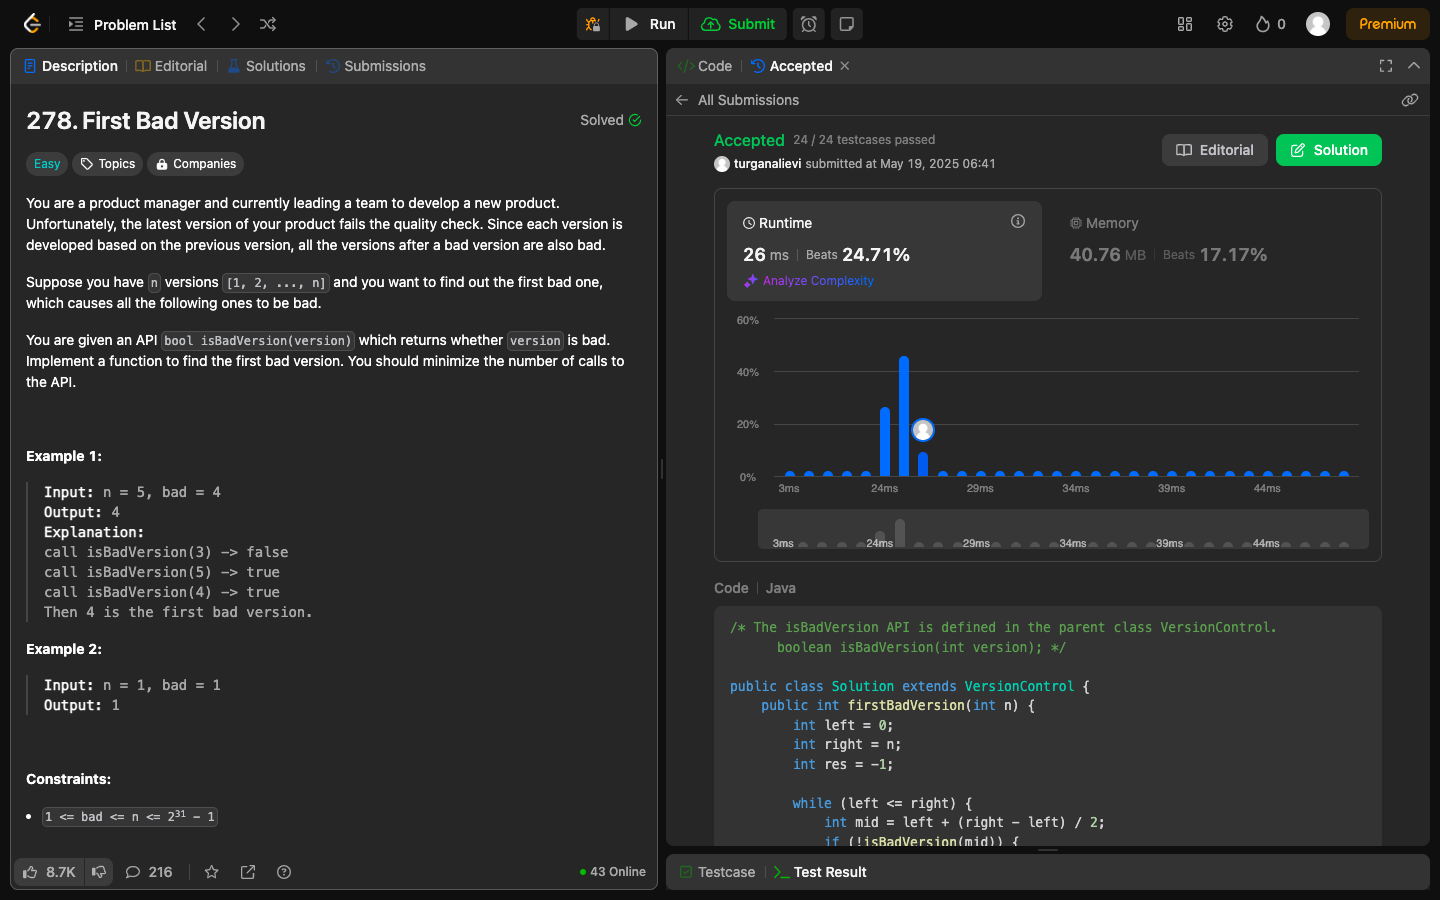 Problem List
Run
Submit
0
Premium
Description
Editorial
Solutions
Submissions
278. First Bad Version
Solved
Easy
Topics
Companies
You are a product manager and currently leading a team to develop a new product.
Unfortunately, the latest version of your product fails the quality check. Since each version is
developed based on the previous version, all the versions after a bad version are also bad.
Suppose you have n versions [1, 2, ..., n] and you want to find out the first bad one,
which causes all the following ones to be bad.
You are given an API bool isBadVersion(version) which returns whether version is bad.
Implement a function to find the first bad version. You should minimize the number of calls to
the API.
Example 1:
Input: n = 5, bad = 4
Output: 4
Explanation:
call isBadVersion(3) -> false
call isBadVersion(5) -> true
call isBadVersion(4) -> true
Then 4 is the first bad version.
Example 2:
Input: n = 1, bad = 1
Output: 1
Constraints:
• 1 <= bad <= n <= 2³¹ - 1
8.7K
216
43 Online
</> Code
Accepted
All Submissions
Accepted 24 / 24 testcases passed
turganalievi submitted at May 19, 2025 06:41
Editorial
Solution
Runtime
26 ms | Beats 24.71%
Analyze Complexity
Memory
40.76 MB | Beats 17.17%
60%
40%
20%
0%
3ms 24ms 29ms 34ms 39ms 44ms
3ms 24ms 29ms 34ms 39ms 44ms
Code | Java
/* The isBadVersion API is defined in the parent class VersionControl.
boolean isBadVersion(int version); */
public class Solution extends VersionControl {
public int firstBadVersion(int n) {
int left = 0;
int right = n;
int res = -1;
while (left <= right) {
int mid = left + (right - left) / 2;
if (!isBadVersion(mid)) {
Testcase
Test Result